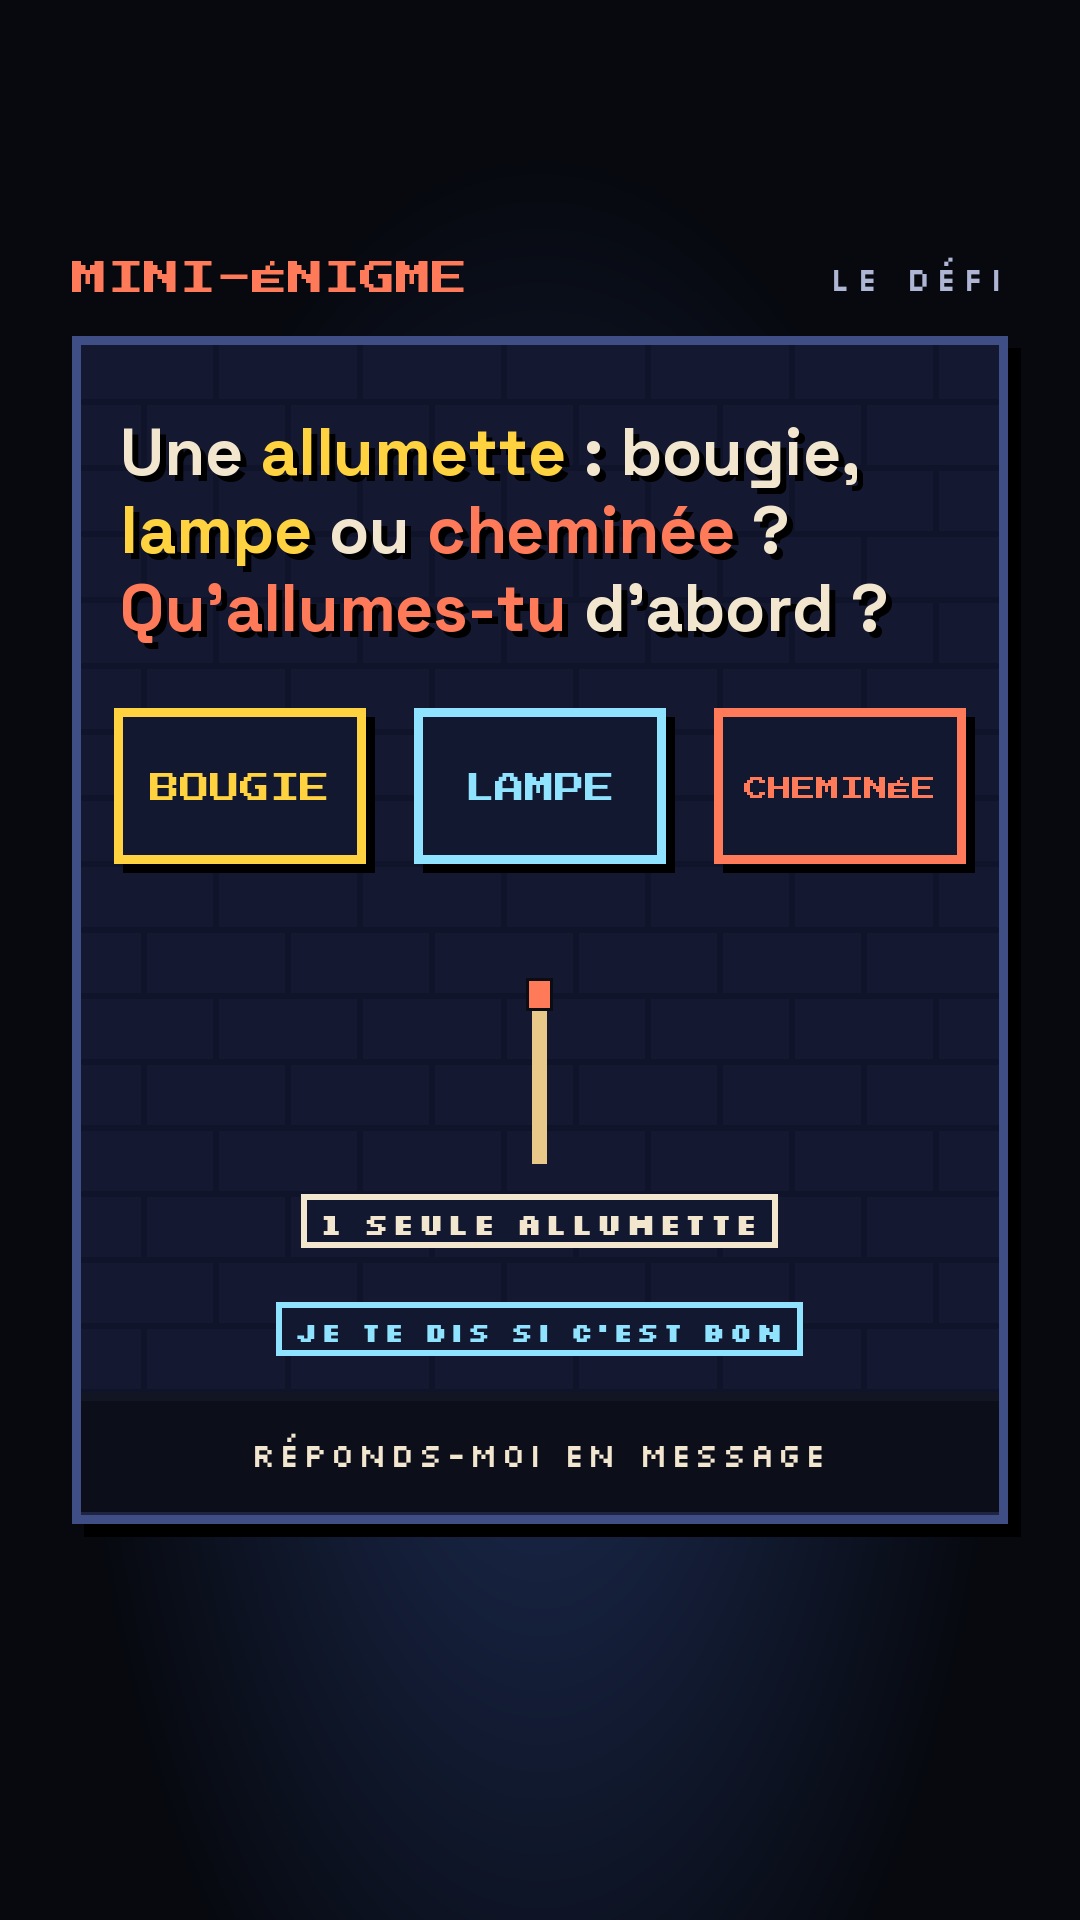 MINI-ÉNIGME
LE DÉFI
Une allumette : bougie,
lampe ou cheminée ?
Qu’allumes-tu d’abord ?
BOUGIE
LAMPE
CHEMINÉE
1 SEULE ALLUMETTE
JE TE DIS SI C'EST BON
RÉPONDS-MOI EN MESSAGE